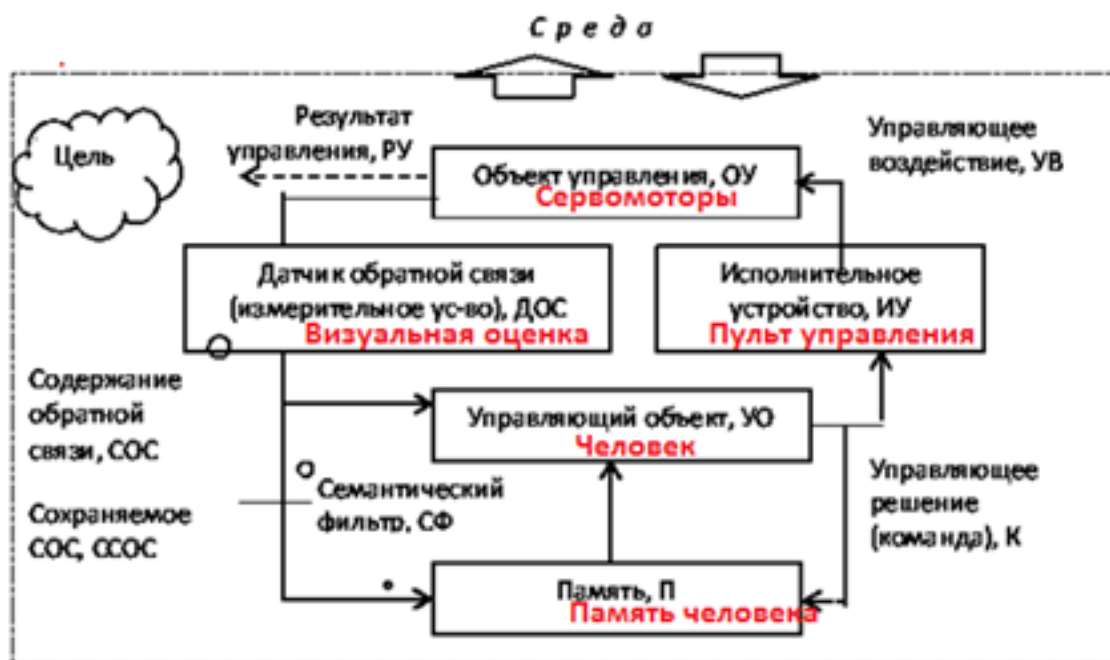 Среда
Цель
Результат
управления, РУ
Объект управления, ОУ
Сервомоторы
Управляющее
воздействие, УВ
Датчик обратной связи
(измерительное ус-во), ДОС
Визуальная оценка
Исполнительное
устройство, ИУ
Пульт управления
Содержание
обратной
связи, СОС
Управляющий объект, УО
Человек
Семантический
фильтр, СФ
Сохраняемое
СОС, ССОС
Управляющее
решение
(команда), К
Память, П
Память человека